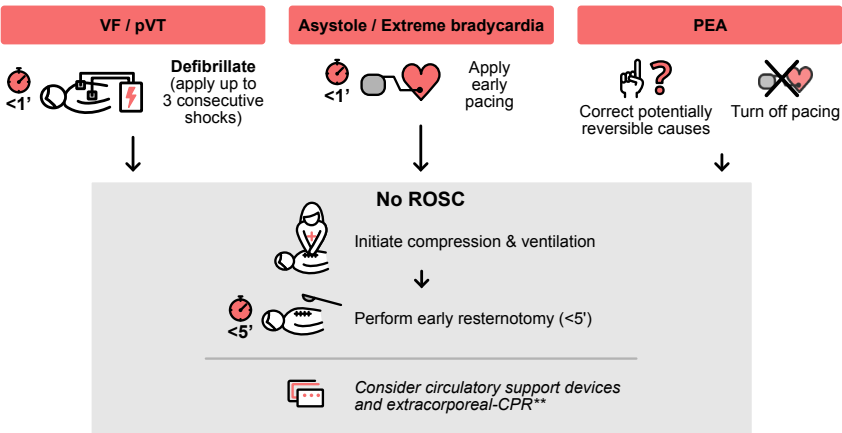 VF / pVT
<1’
Defibrillate
(apply up to
3 consecutive
shocks)
Asystole / Extreme bradycardia
<1’
Apply
early
pacing
PEA
Correct potentially
reversible causes
Turn off pacing
No ROSC
Initiate compression & ventilation
<5’
Perform early resternotomy (<5')
Consider circulatory support devices
and extracorporeal-CPR**